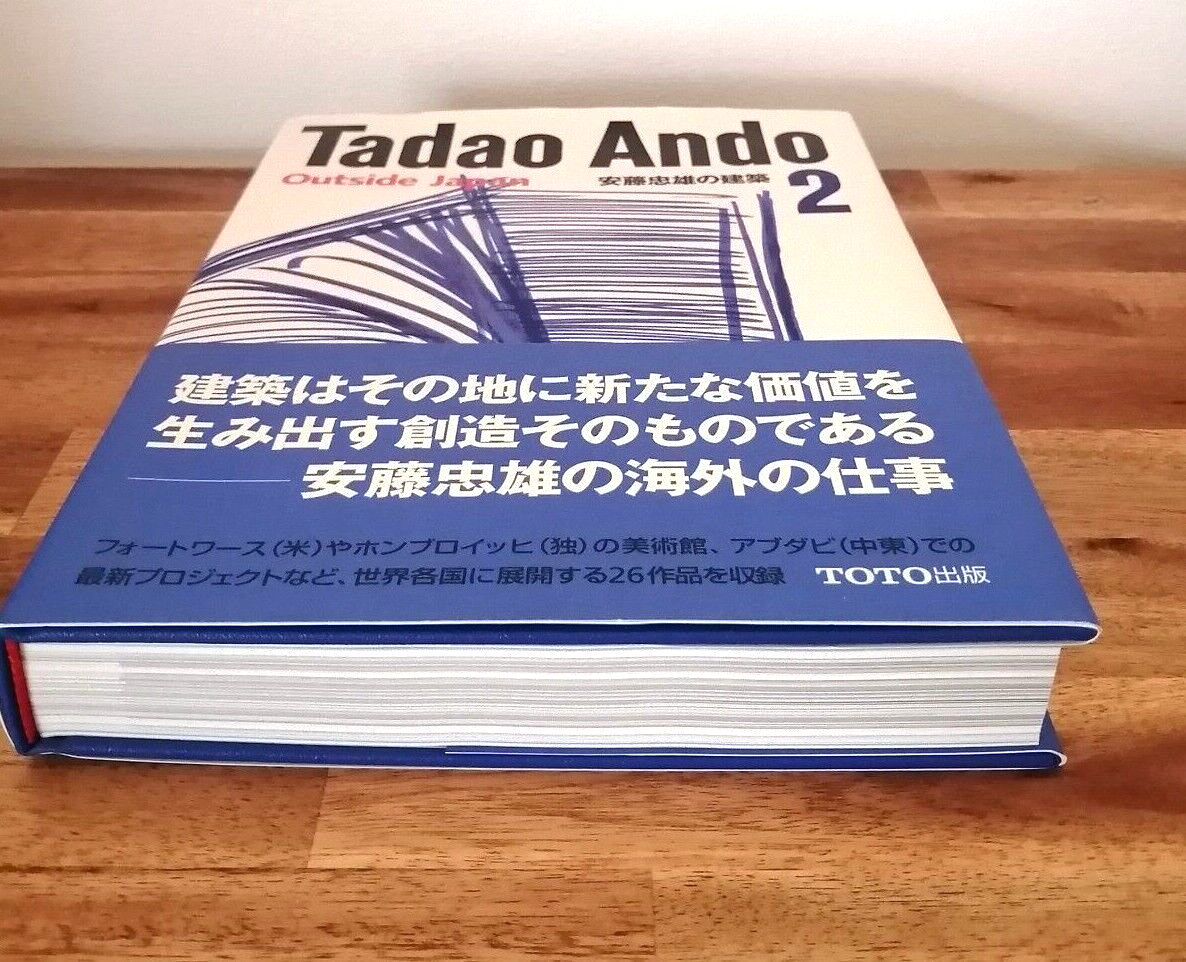 Tadao Ando
Outside Japan 安藤忠雄の建築 2
建築はその地に新たな価値を
生み出す創造そのものである
安藤忠雄の海外の仕事
フォートワース(米)やホンブロイッヒ(独)の美術館、アブダビ(中東)での
最新プロジェクトなど、世界各国に展開する26作品を収録 TOTO出版